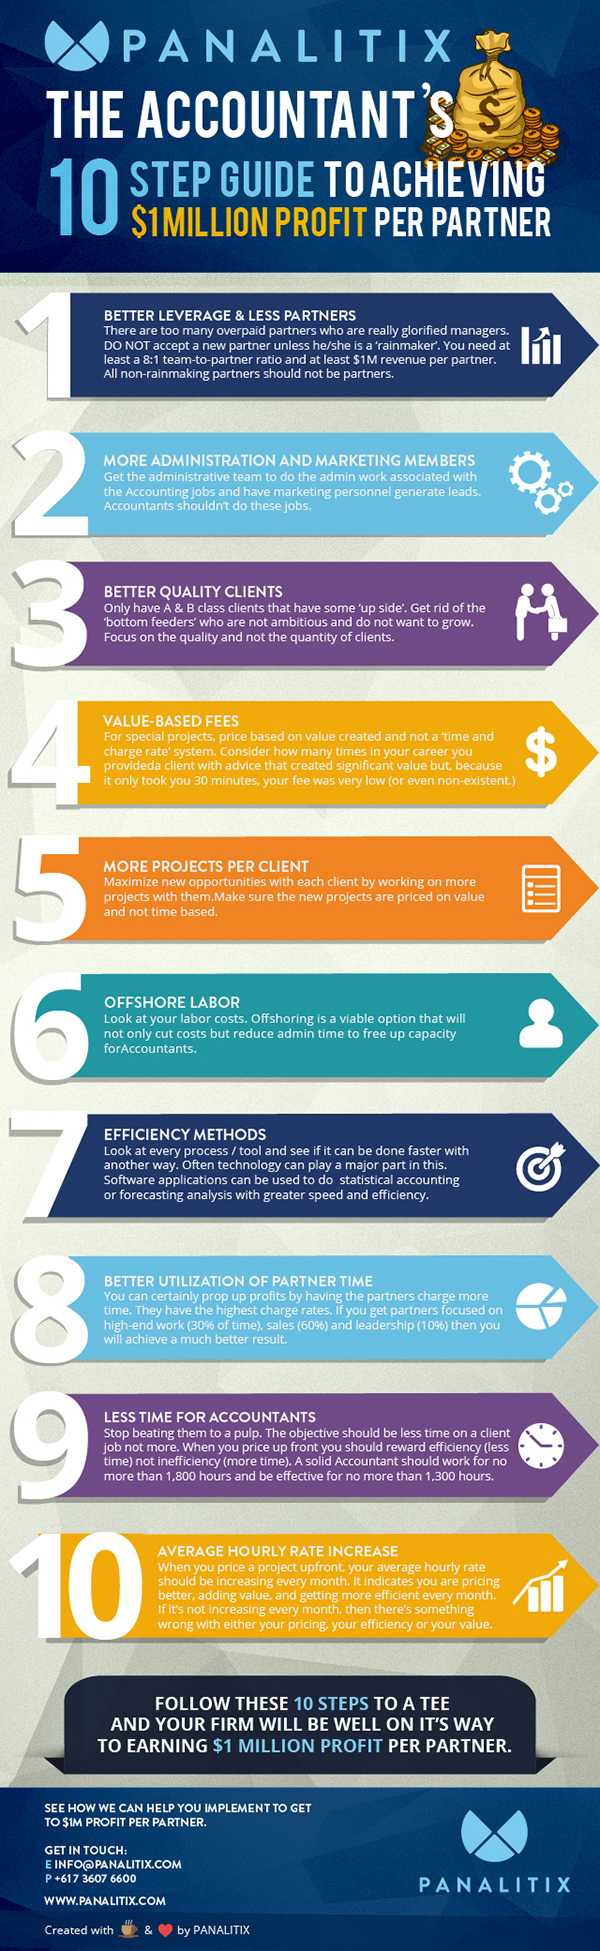 PANALITIX
THE ACCOUNTANT'S
10 STEP GUIDE TO ACHIEVING
$1 MILLION PROFIT PER PARTNER
1
BETTER LEVERAGE & LESS PARTNERS
There are too many overpaid partners who are really glorified managers.
DO NOT accept a new partner unless he/she is a 'rainmaker'. You need at
least a 8:1 team-to-partner ratio and at least $1M revenue per partner.
All non-rainmaking partners should not be partners.
2
MORE ADMINISTRATION AND MARKETING MEMBERS
Get the administrative team to do the admin work associated with
the Accounting jobs and have marketing personnel generate leads.
Accountants shouldn't do these jobs.
3
BETTER QUALITY CLIENTS
Only have A & B class clients that have some 'up side'. Get rid of the
'bottom feeders' who are not ambitious and do not want to grow.
Focus on the quality and not the quantity of clients.
4
VALUE-BASED FEES
For special projects, price based on value created and not a 'time and
charge rate' system. Consider how many times in your career you
provideda client with advice that created significant value but, because
it only took you 30 minutes, your fee was very low (or even non-existent.)
$
5
MORE PROJECTS PER CLIENT
Maximize new opportunities with each client by working on more
projects with them.Make sure the new projects are priced on value
and not time based.
6
OFFSHORE LABOR
Look at your labor costs. Offshoring is a viable option that will
not only cut costs but reduce admin time to free up capacity
forAccountants.
7
EFFICIENCY METHODS
Look at every process / tool and see if it can be done faster with
another way. Often technology can play a major part in this.
Software applications can be used to do statistical accounting
or forecasting analysis with greater speed and efficiency.
8
BETTER UTILIZATION OF PARTNER TIME
You can certainly prop up profits by having the partners charge more
time. They have the highest charge rates. If you get partners focused on
high-end work (30% of time), sales (60%) and leadership (10%) then you
will achieve a much better result.
9
LESS TIME FOR ACCOUNTANTS
Stop beating them to a pulp. The objective should be less time on a client
job not more. When you price up front you should reward efficiency (less
time) not inefficiency (more time). A solid Accountant should work for no
more than 1,800 hours and be effective for no more than 1,300 hours.
10
AVERAGE HOURLY RATE INCREASE
When you price a project upfront, your average hourly rate
should be increasing every month. It indicates you are pricing
better, adding value, and getting more efficient every month.
If it's not increasing every month, then there's something
wrong with either your pricing, your efficiency or your value.
FOLLOW THESE 10 STEPS TO A TEE
AND YOUR FIRM WILL BE WELL ON IT'S WAY
TO EARNING $1 MILLION PROFIT PER PARTNER.
SEE HOW WE CAN HELP YOU IMPLEMENT TO GET
TO $1M PROFIT PER PARTNER.
GET IN TOUCH:
E INFO@PANALITIX.COM
P +61 7 3607 6600
WWW.PANALITIX.COM
PANALITIX
Created with & by PANALITIX